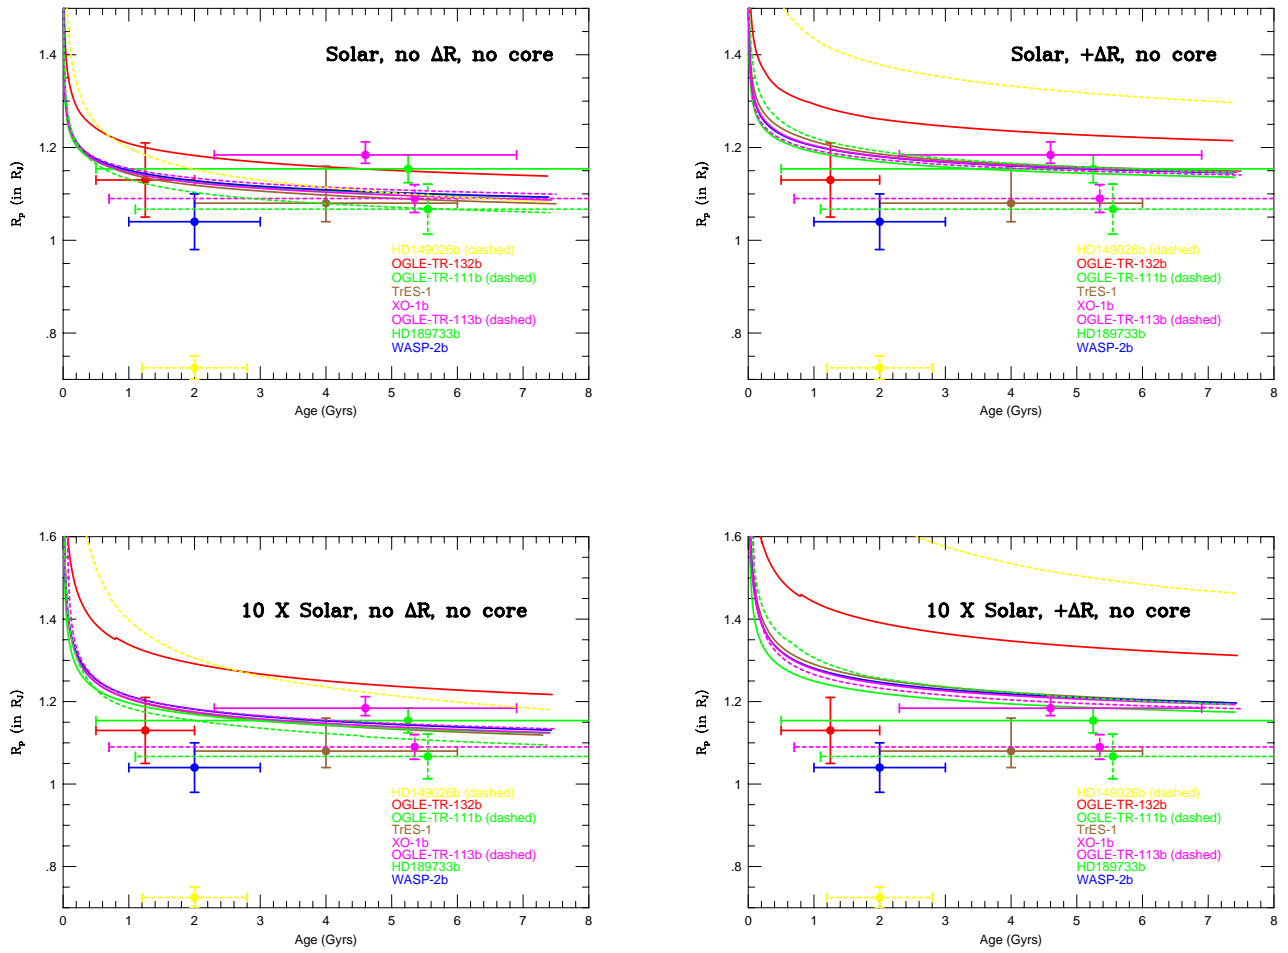 Solar, no ΔR, no core
1.4
1.2
1
.8
R_p (in R_J)
HD149026b (dashed)
OGLE-TR-132b
OGLE-TR-111b (dashed)
TrES-1
XO-1b
OGLE-TR-113b (dashed)
HD189733b
WASP-2b
0 1 2 3 4 5 6 7 8
Age (Gyrs)
Solar, +ΔR, no core
1.4
1.2
1
.8
R_p (in R_J)
HD149026b (dashed)
OGLE-TR-132b
OGLE-TR-111b (dashed)
TrES-1
XO-1b
OGLE-TR-113b (dashed)
HD189733b
WASP-2b
0 1 2 3 4 5 6 7 8
Age (Gyrs)
10 X Solar, no ΔR, no core
1.6
1.4
1.2
1
.8
R_p (in R_J)
HD149026b (dashed)
OGLE-TR-132b
OGLE-TR-111b (dashed)
TrES-1
XO-1b
OGLE-TR-113b (dashed)
HD189733b
WASP-2b
0 1 2 3 4 5 6 7 8
Age (Gyrs)
10 X Solar, +ΔR, no core
1.6
1.4
1.2
1
.8
R_p (in R_J)
HD149026b (dashed)
OGLE-TR-132b
OGLE-TR-111b (dashed)
TrES-1
XO-1b
OGLE-TR-113b (dashed)
HD189733b
WASP-2b
0 1 2 3 4 5 6 7 8
Age (Gyrs)